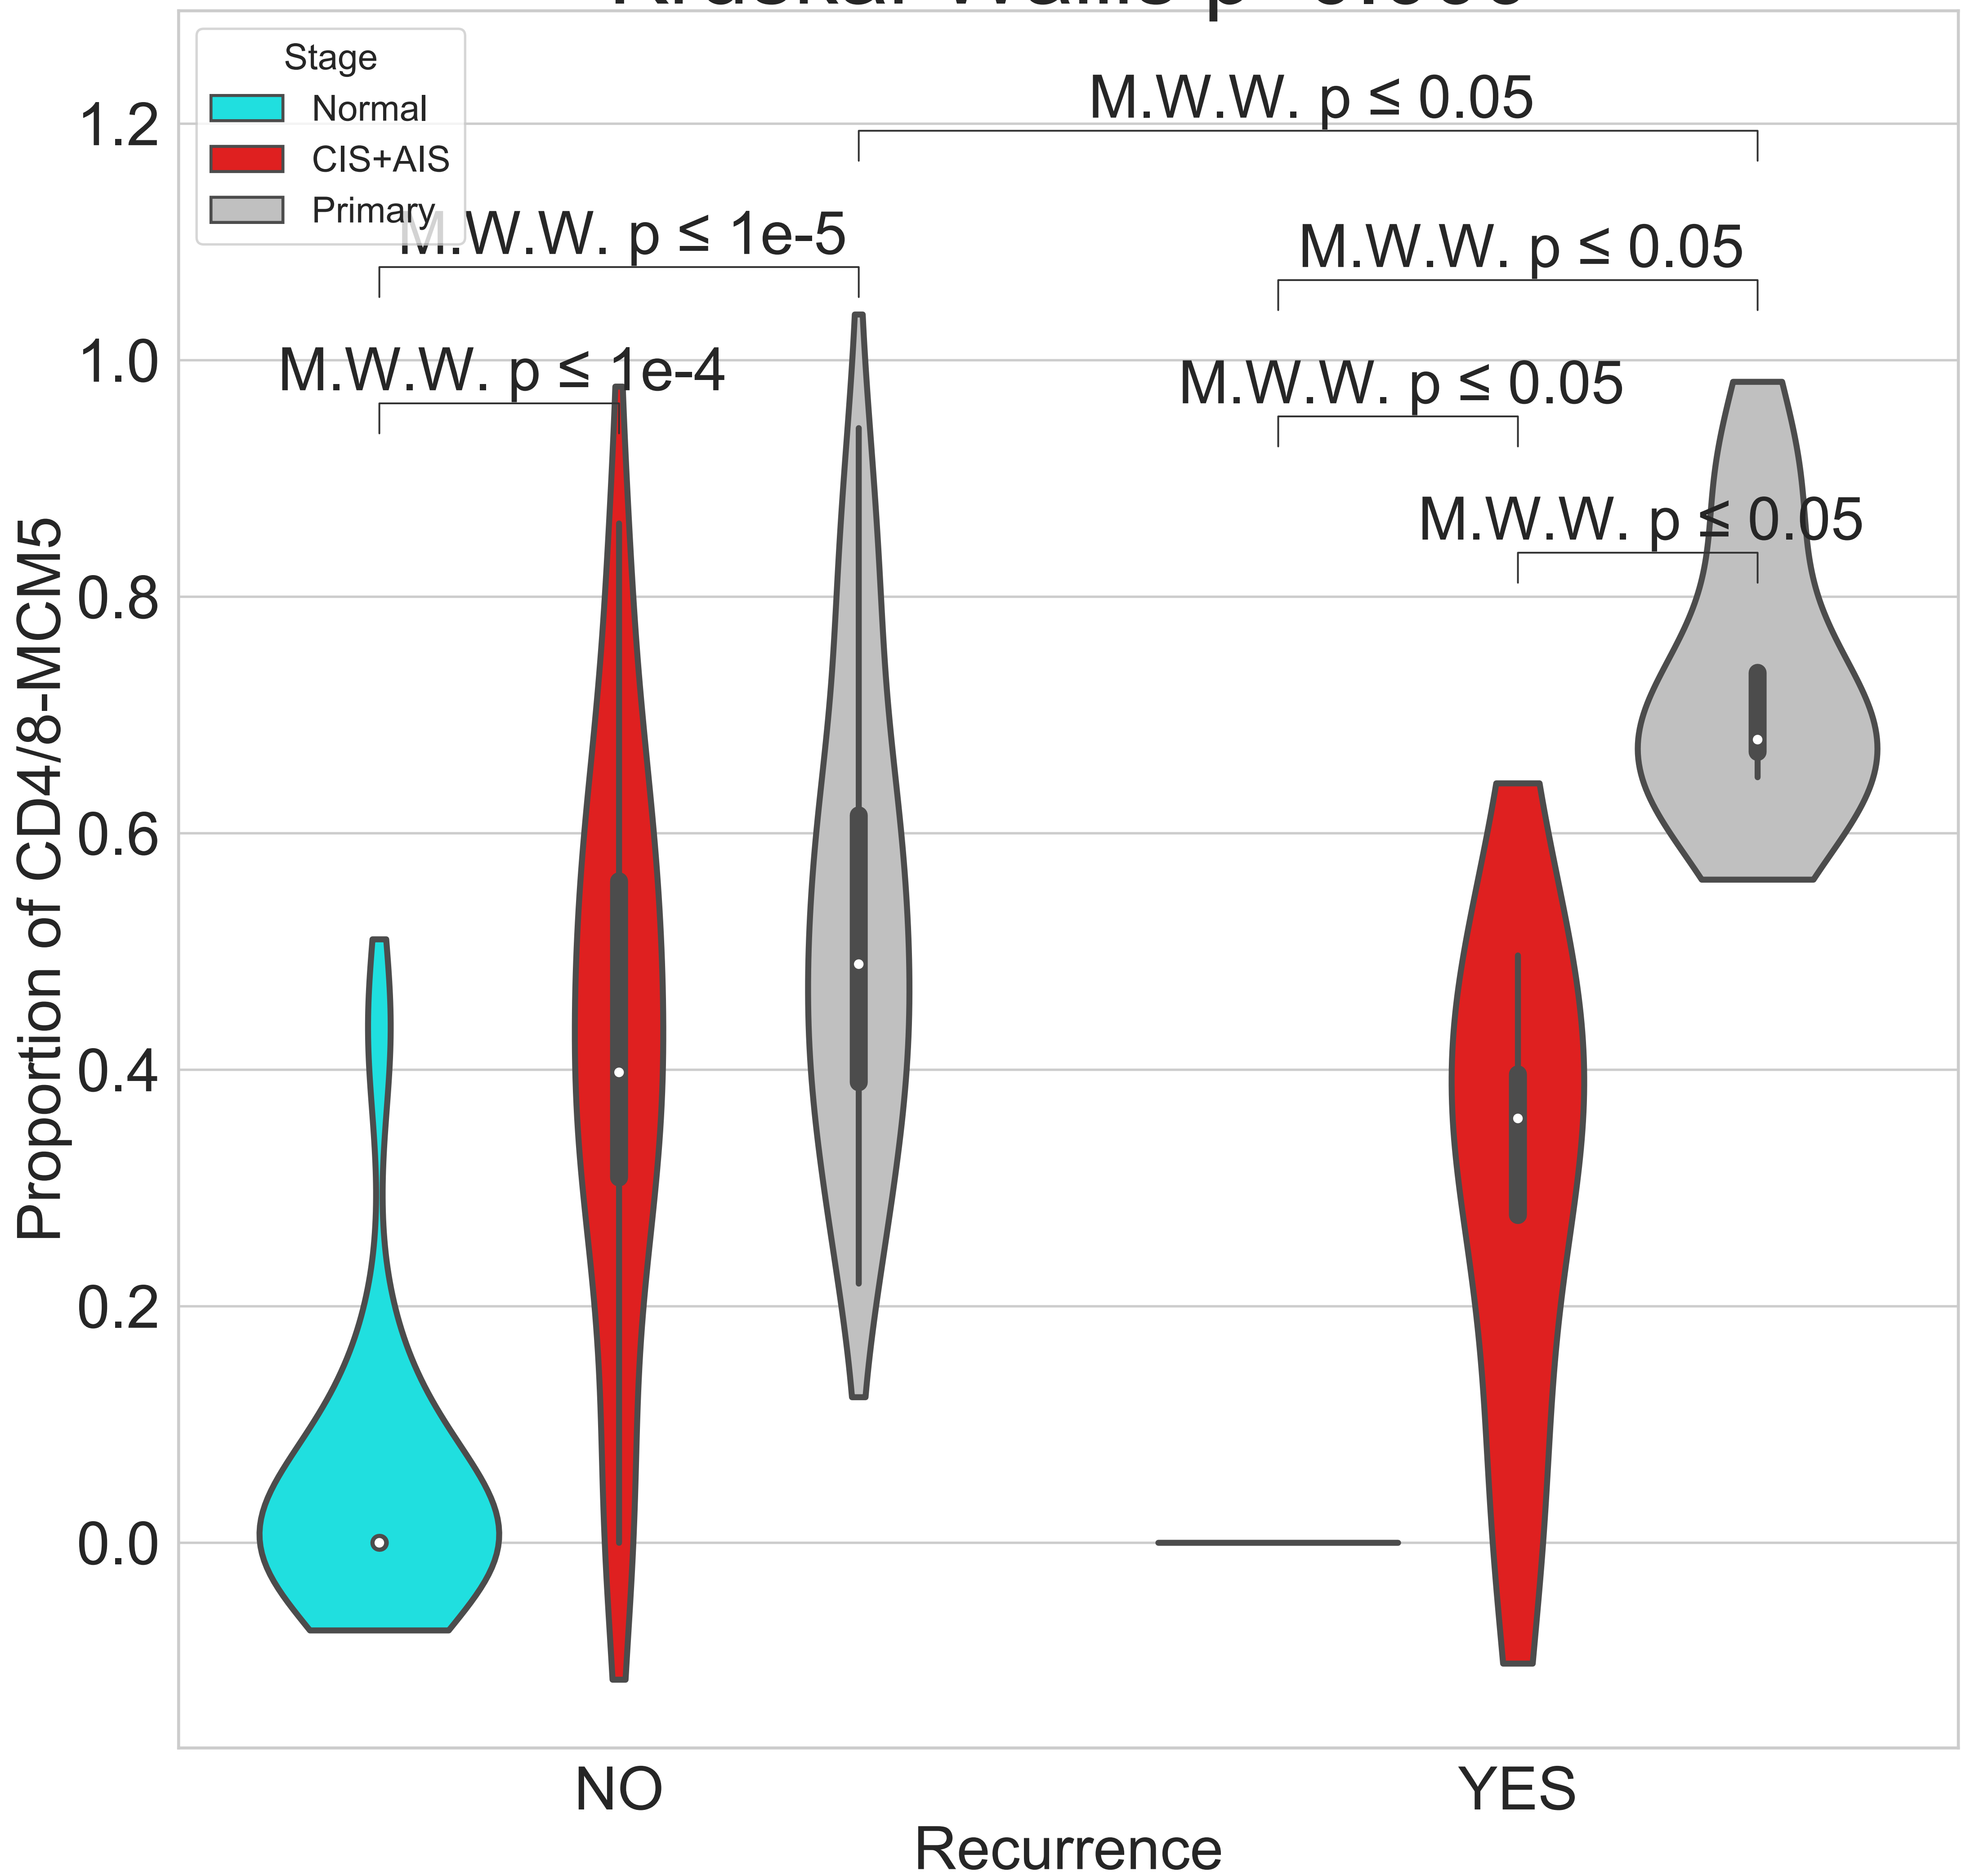 Stage
Normal
CIS+AIS
Primary
M.W.W. p ≤ 0.05
M.W.W. p ≤ 1e-5
M.W.W. p ≤ 0.05
M.W.W. p ≤ 1e-4
M.W.W. p ≤ 0.05
M.W.W. p ≤ 0.05
1.2
1.0
0.8
0.6
0.4
0.2
0.0
Proportion of CD4/8-MCM5
NO
YES
Recurrence